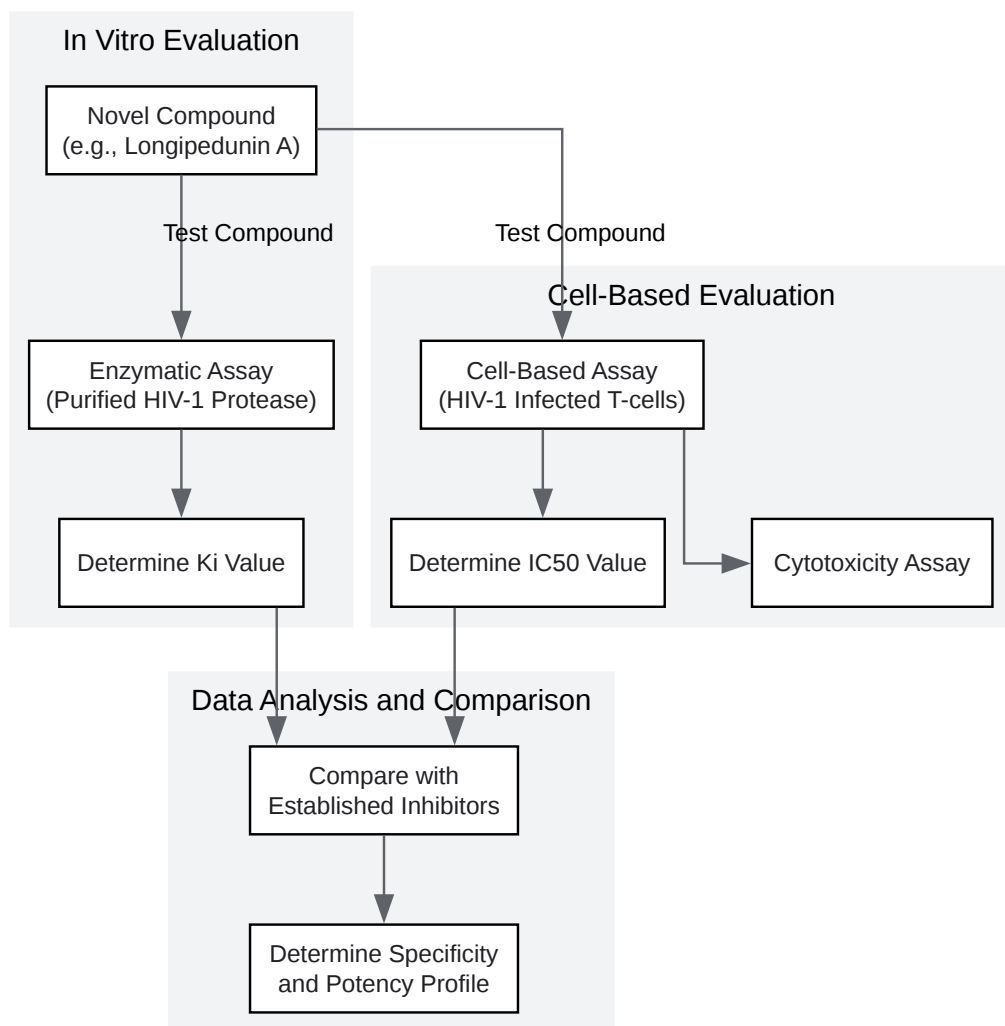 In Vitro Evaluation
Novel Compound
(e.g., Longipedunin A)
Test Compound
Test Compound
Cell-Based Evaluation
Enzymatic Assay
(Purified HIV-1 Protease)
Cell-Based Assay
(HIV-1 Infected T-cells)
Determine Ki Value
Determine IC50 Value
Cytotoxicity Assay
Data Analysis and Comparison
Compare with
Established Inhibitors
Determine Specificity
and Potency Profile